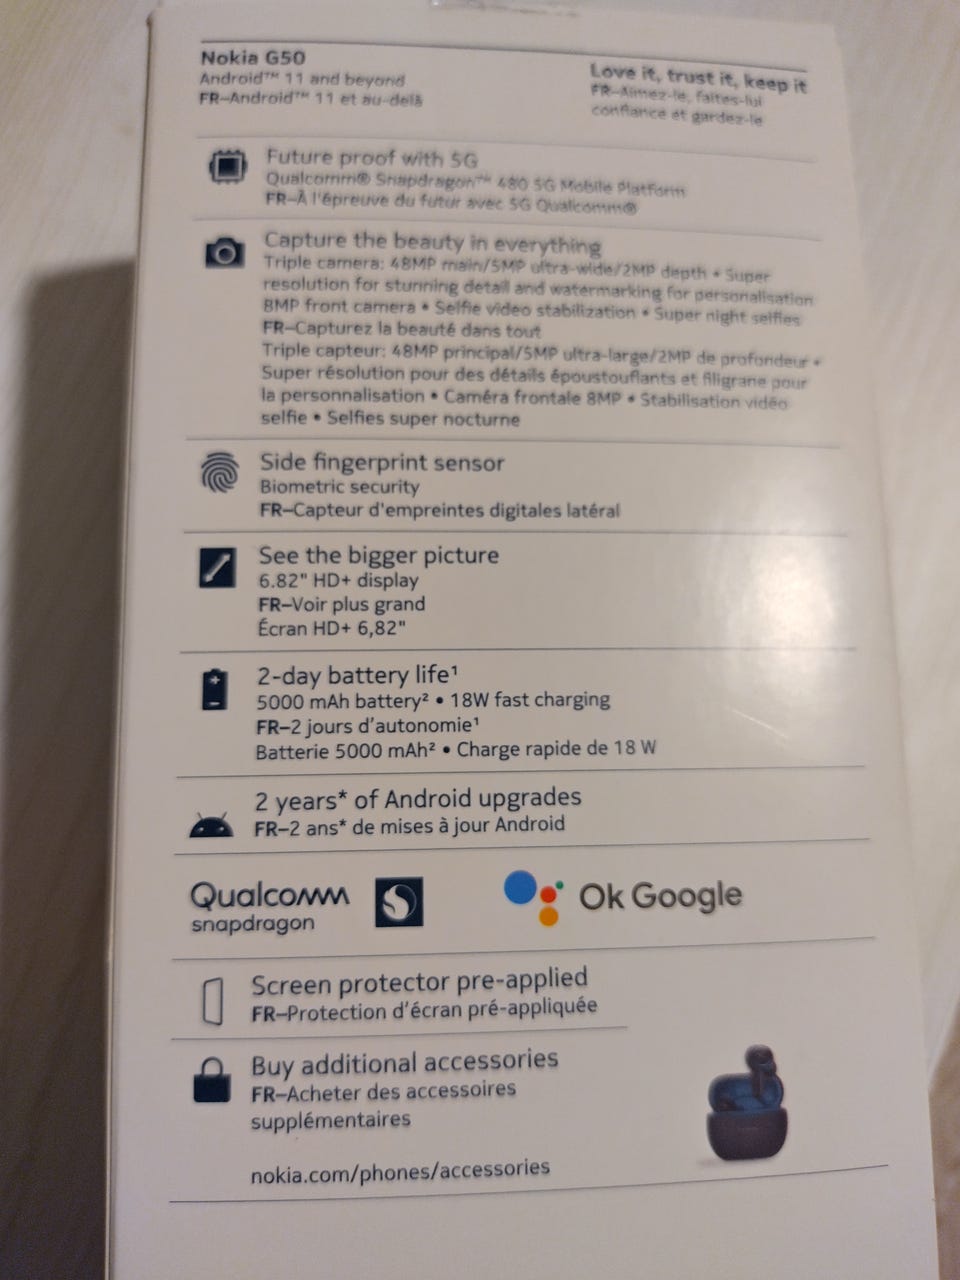 Nokia G50
Android™ 11 and beyond
FR–Android™ 11 et au-delà
Love it, trust it, keep it
FR–Aimez-le, faites-lui
confiance et gardez-le
Future proof with 5G
Qualcomm® Snapdragon™ 480 5G Mobile Platform
FR–À l'épreuve du futur avec 5G Qualcomm®
Capture the beauty in everything
Triple camera: 48MP main/5MP ultra-wide/2MP depth • Super
resolution for stunning detail and watermarking for personalisation
8MP front camera • Selfie video stabilization • Super night selfies
FR–Capturez la beauté dans tout
Triple capteur: 48MP principal/5MP ultra-large/2MP de profondeur •
Super résolution pour des détails époustouflants et filigrane pour
la personnalisation • Caméra frontale 8MP • Stabilisation vidéo
selfie • Selfies super nocturne
Side fingerprint sensor
Biometric security
FR–Capteur d'empreintes digitales latéral
See the bigger picture
6.82" HD+ display
FR–Voir plus grand
Écran HD+ 6,82"
2-day battery life¹
5000 mAh battery² • 18W fast charging
FR–2 jours d'autonomie¹
Batterie 5000 mAh² • Charge rapide de 18 W
2 years* of Android upgrades
FR–2 ans* de mises à jour Android
Qualcomm
snapdragon
Ok Google
Screen protector pre-applied
FR–Protection d'écran pré-appliquée
Buy additional accessories
FR–Acheter des accessoires
supplémentaires
nokia.com/phones/accessories